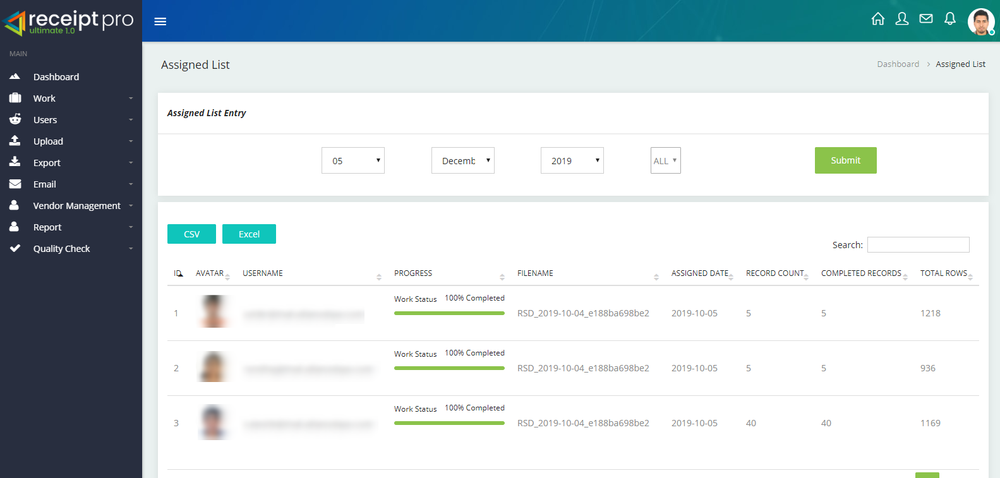 receipt pro
ultimate 1.0
MAIN
Dashboard
Work
Users
Upload
Export
Email
Vendor Management
Report
Quality Check
Assigned List
Dashboard > Assigned List
Assigned List Entry
05 Decemb 2019 ALL Submit
CSV Excel
Search:
ID AVATAR USERNAME PROGRESS FILENAME ASSIGNED DATE RECORD COUNT COMPLETED RECORDS TOTAL ROWS
Work Status 100% Completed
1 RSD_2019-10-04_e188ba698be2 2019-10-05 5 5 1218
Work Status 100% Completed
2 RSD_2019-10-04_e188ba698be2 2019-10-05 5 5 936
Work Status 100% Completed
3 RSD_2019-10-04_e188ba698be2 2019-10-05 40 40 1169